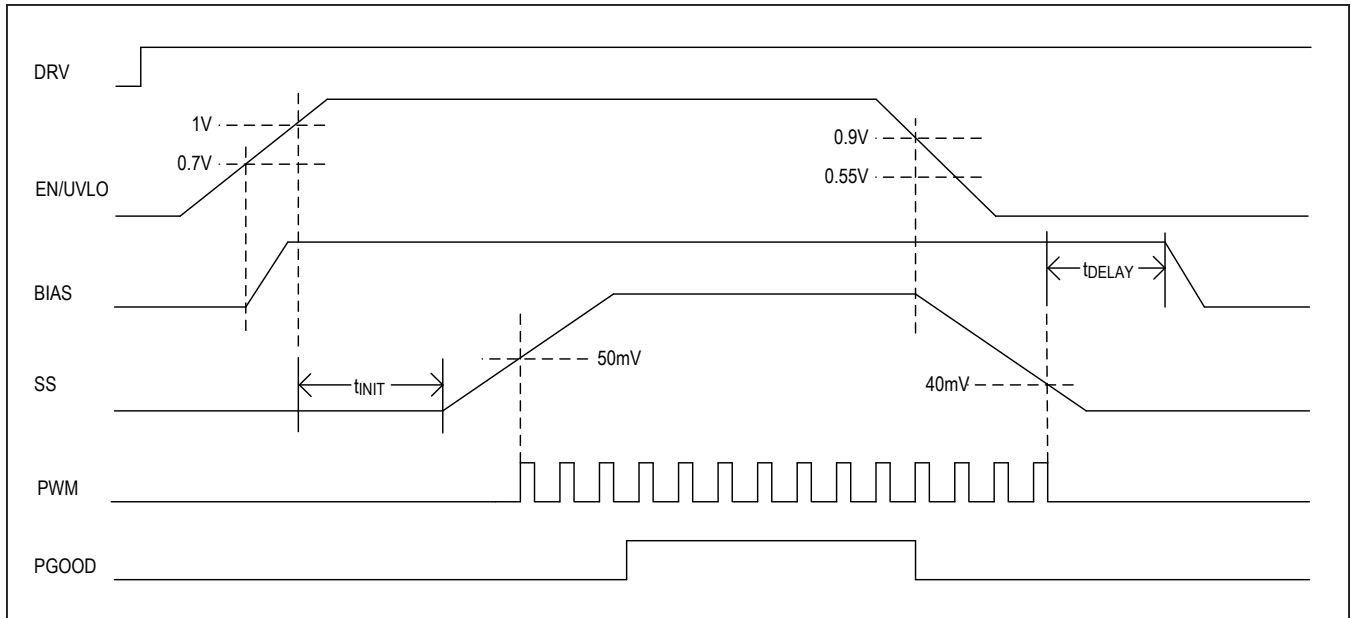 DRV
1V
0.7V
0.9V
0.55V
EN/UVLO
tDELAY
BIAS
50mV
tINIT
SS
40mV
PWM
PGOOD